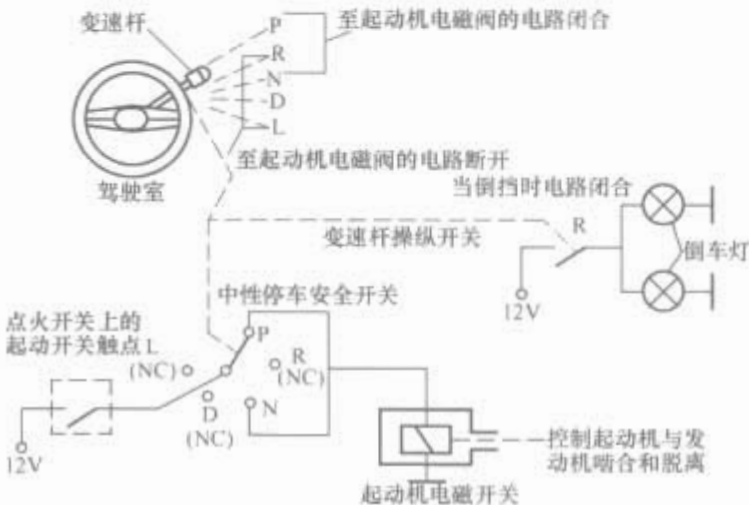 变速杆
P
至起动机电磁阀的电路闭合
R
N
D
L
至起动机电磁阀的电路断开
驾驶室
当倒挡时电路闭合
R
变速杆操纵开关
倒车灯
12V
中性停车安全开关
点火开关上的
起动开关触点L
(NC)
P
R
(NC)
D
(NC)
N
12V
控制起动机与发
动机啮合和脱离
起动机电磁开关